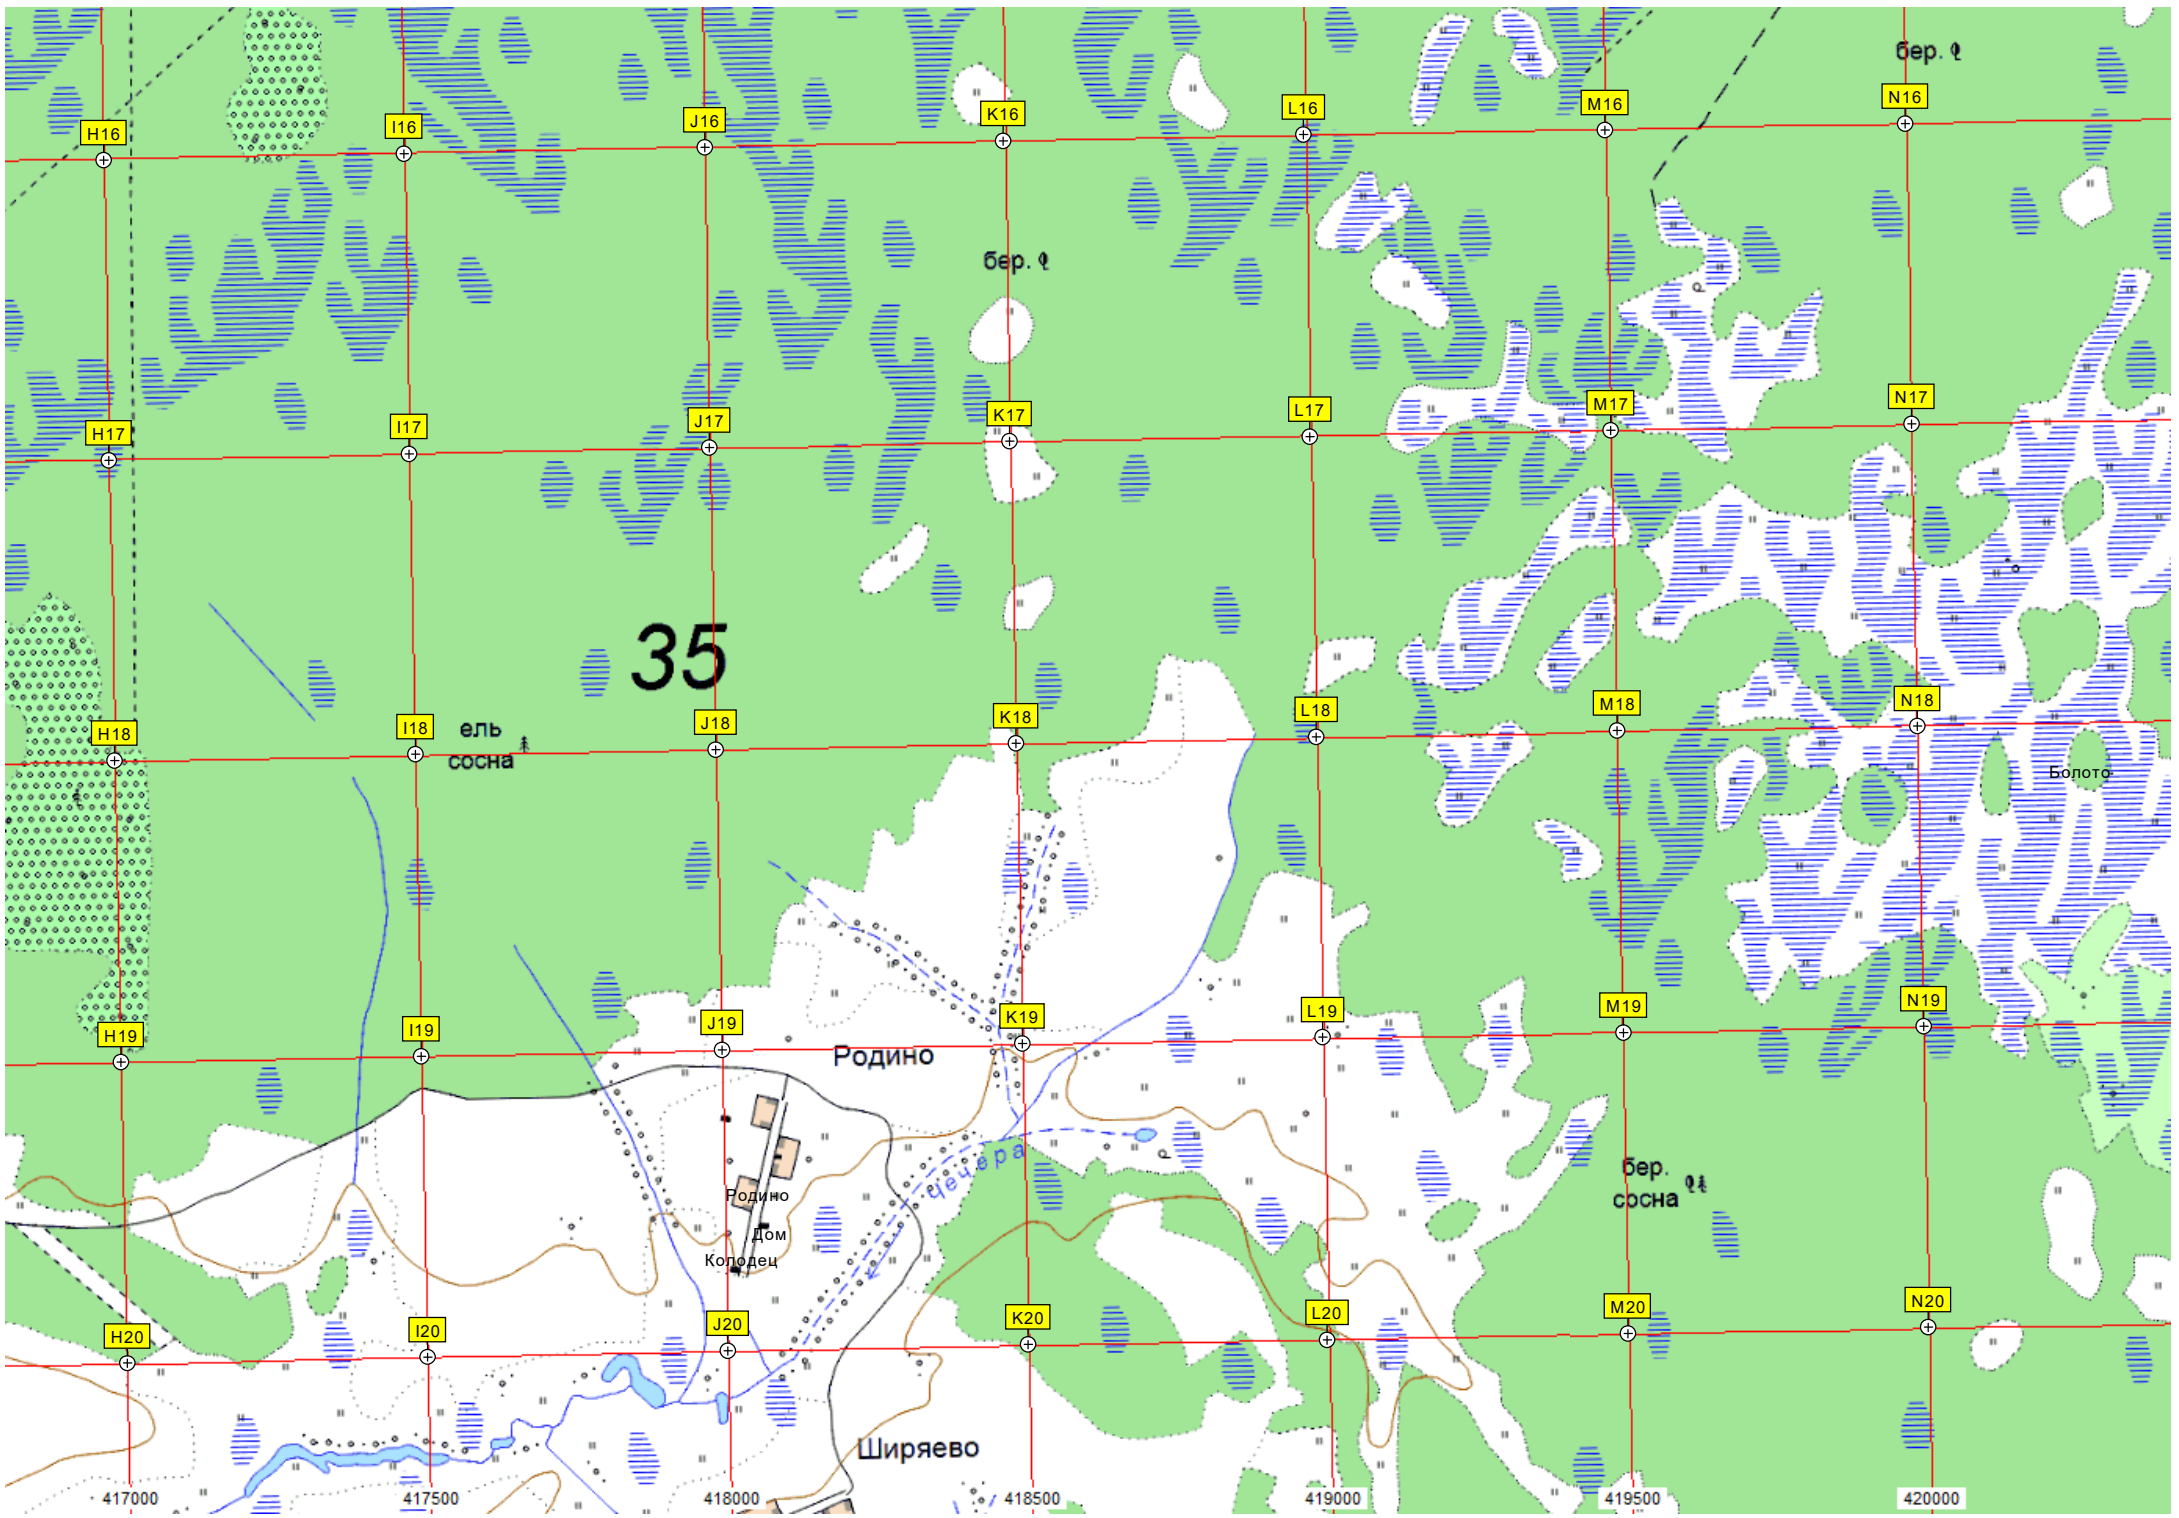 бер.
H16
I16
J16
K16
L16
M16
N16
бер.
H17
I17
J17
K17
L17
M17
N17
35
ель
сосна
H18
I18
J18
K18
L18
M18
N18
Болото
H19
I19
J19
K19
L19
M19
N19
Родино
Чечера
бер.
сосна
Родино
Дом
Колодец
H20
I20
J20
K20
L20
M20
N20
Ширяево
417000
417500
418000
418500
419000
419500
420000